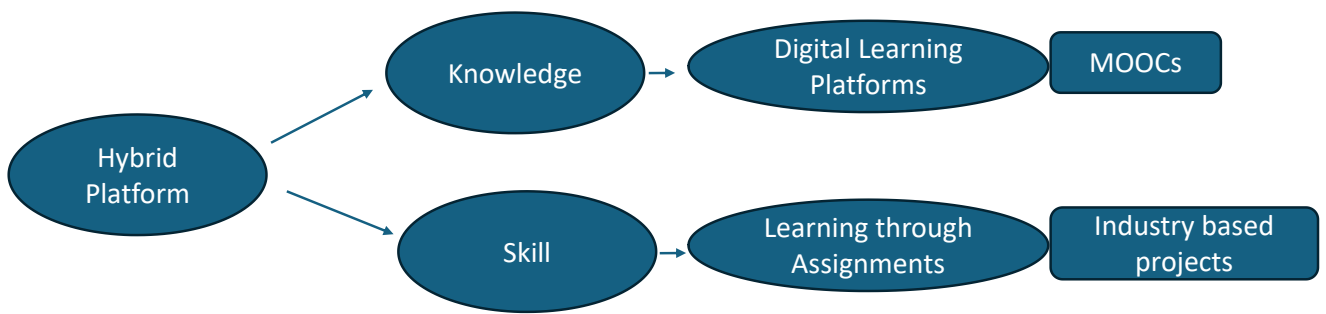 Hybrid
Platform
Knowledge
Digital Learning
Platforms
MOOCs
Skill
Learning through
Assignments
Industry based
projects